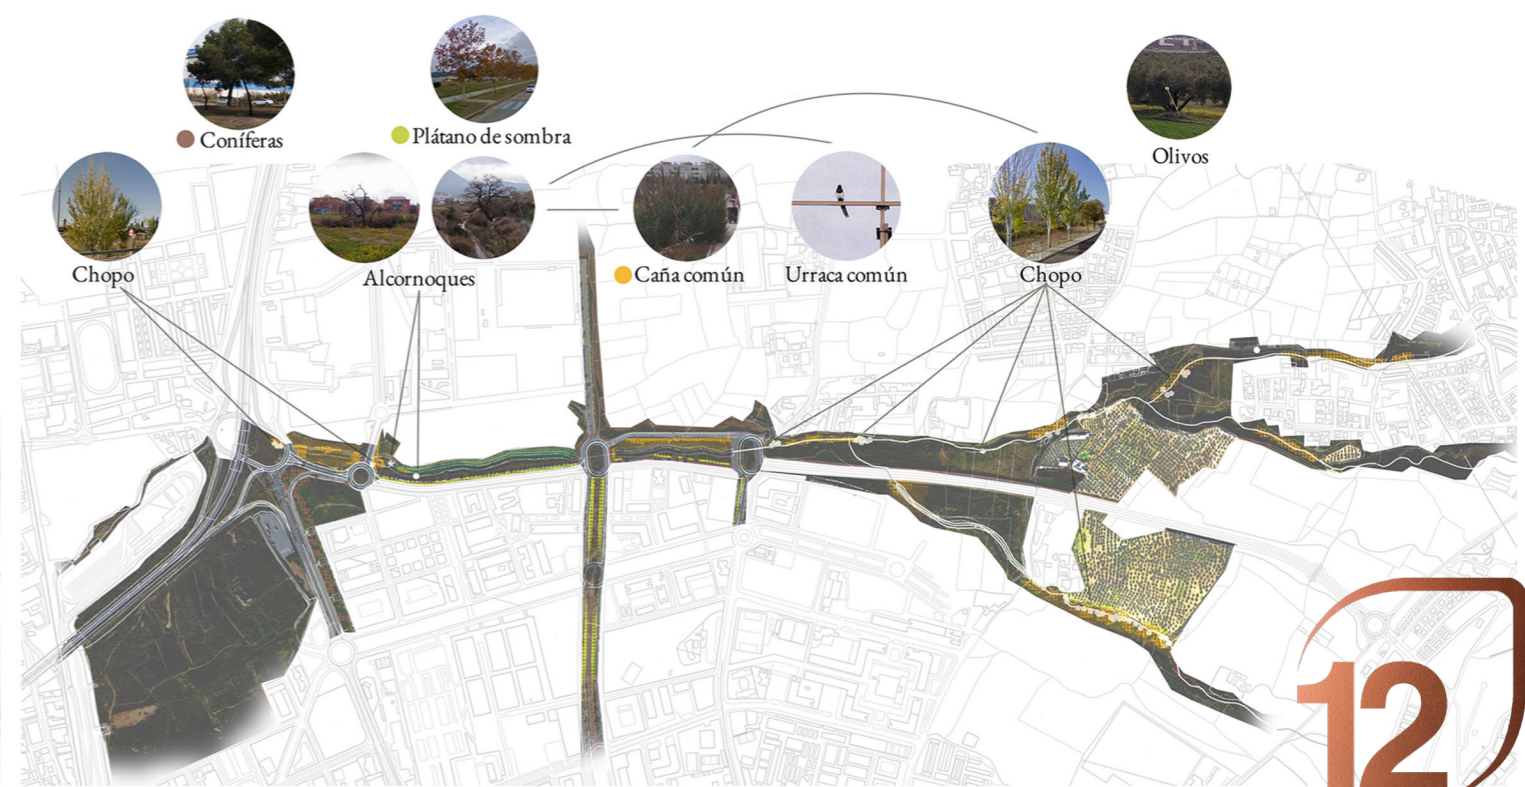 Coníferas
Plátano de sombra
Olivos
Chopo
Alcornoques
Caña común
Urraca común
Chopo
12